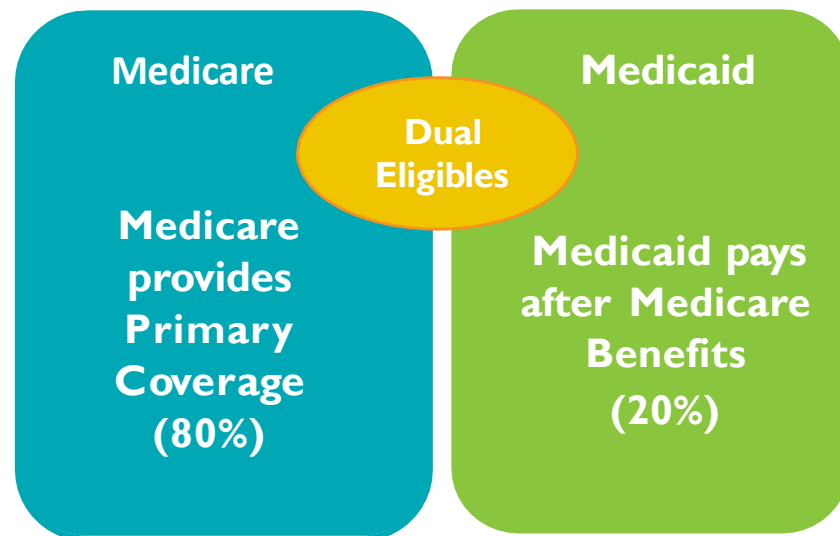 Medicare
Medicaid
Dual
Eligibles
Medicare
provides
Primary
Coverage
(80%)
Medicaid pays
after Medicare
Benefits
(20%)